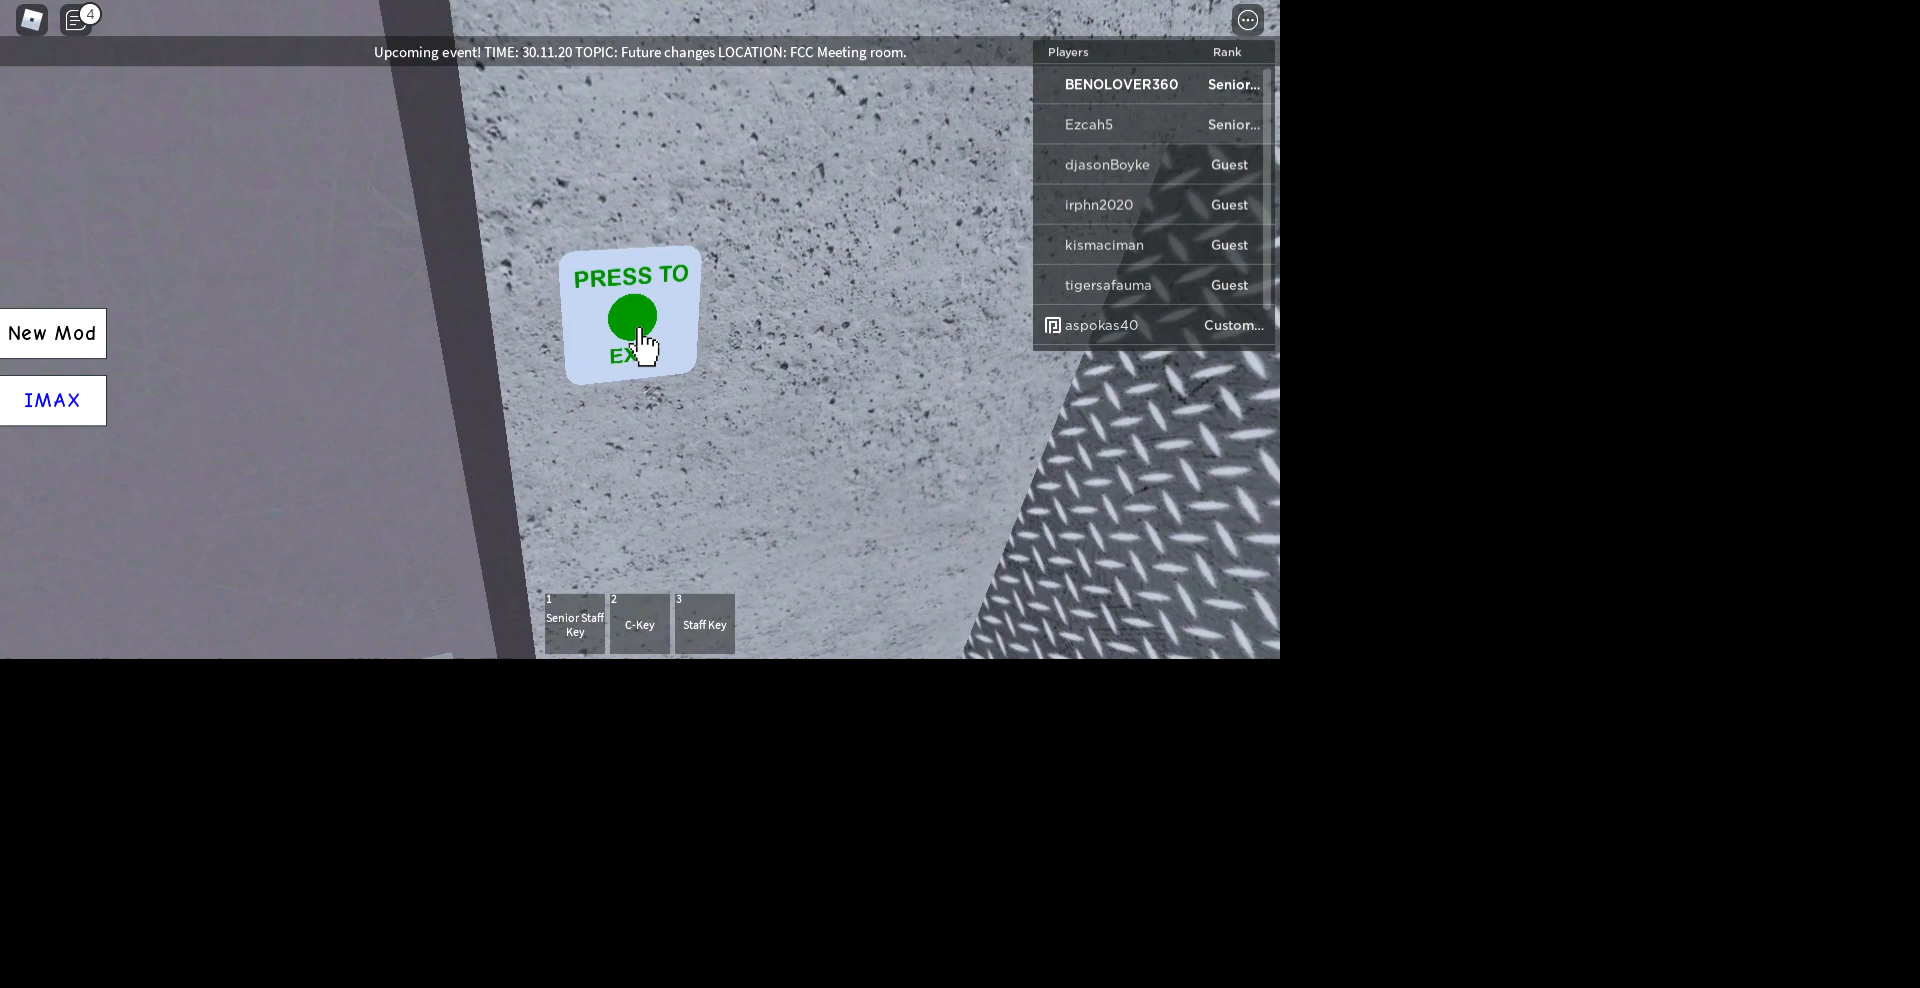 4
Upcoming event! TIME: 30.11.20 TOPIC: Future changes LOCATION: FCC Meeting room.
Players Rank
BENOLOVER360 Senior...
Ezcah5 Senior...
djasonBoyke Guest
irphn2020 Guest
kismaciman Guest
tigersafauma Guest
aspokas40 Custom...
PRESS TO
New Mod
IMAX
1 2 3
Senior Staff
Key
C-Key
Staff Key